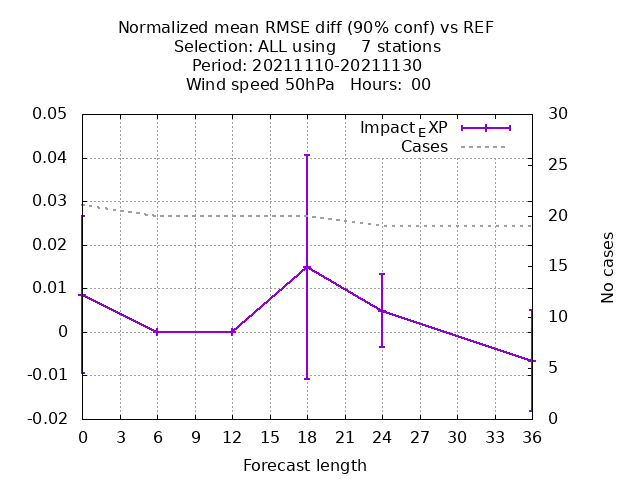 Normalized mean RMSE diff (90% conf) vs REF
Selection: ALL using 7 stations
Period: 20211110-20211130
Wind speed 50hPa Hours: 00
0.05 30
Impact_EXP
Cases
0.04 25
0.03 20
0.02
0.01 15
0 10
-0.01 5
-0.02 0
No cases
0 3 6 9 12 15 18 21 24 27 30 33 36
Forecast length